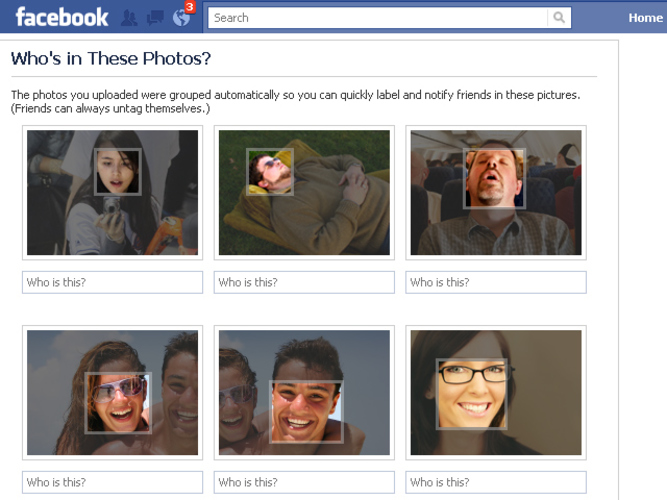 facebook
3
Search
Home
Who's in These Photos?
The photos you uploaded were grouped automatically so you can quickly label and notify friends in these pictures.
(Friends can always untag themselves.)
Who is this? Who is this? Who is this?
Who is this? Who is this? Who is this?